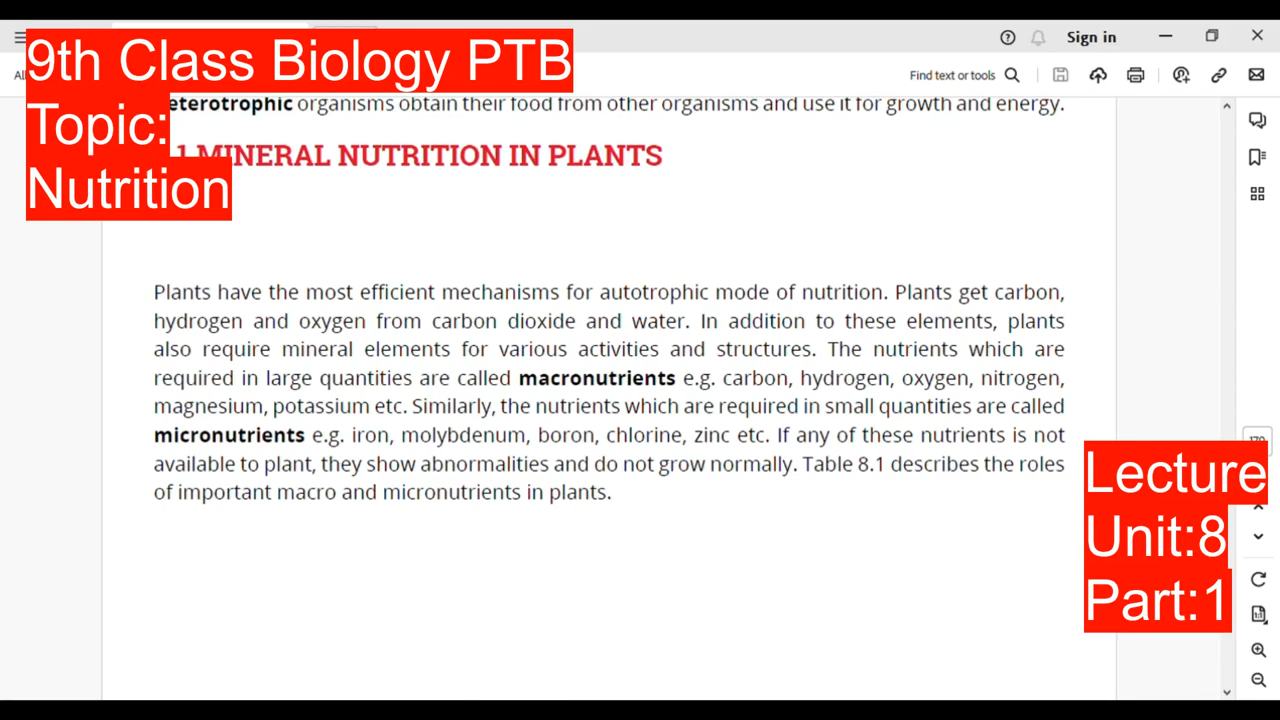 9th Class Biology PTB
Topic:
Nutrition
Sign in
Find text or tools
eterotrophic organisms obtain their food from other organisms and use it for growth and energy.
1 MINERAL NUTRITION IN PLANTS
Plants have the most efficient mechanisms for autotrophic mode of nutrition. Plants get carbon,
hydrogen and oxygen from carbon dioxide and water. In addition to these elements, plants
also require mineral elements for various activities and structures. The nutrients which are
required in large quantities are called macronutrients e.g. carbon, hydrogen, oxygen, nitrogen,
magnesium, potassium etc. Similarly, the nutrients which are required in small quantities are called
micronutrients e.g. iron, molybdenum, boron, chlorine, zinc etc. If any of these nutrients is not
available to plant, they show abnormalities and do not grow normally. Table 8.1 describes the roles
of important macro and micronutrients in plants.
Lecture
Unit:8
Part:1